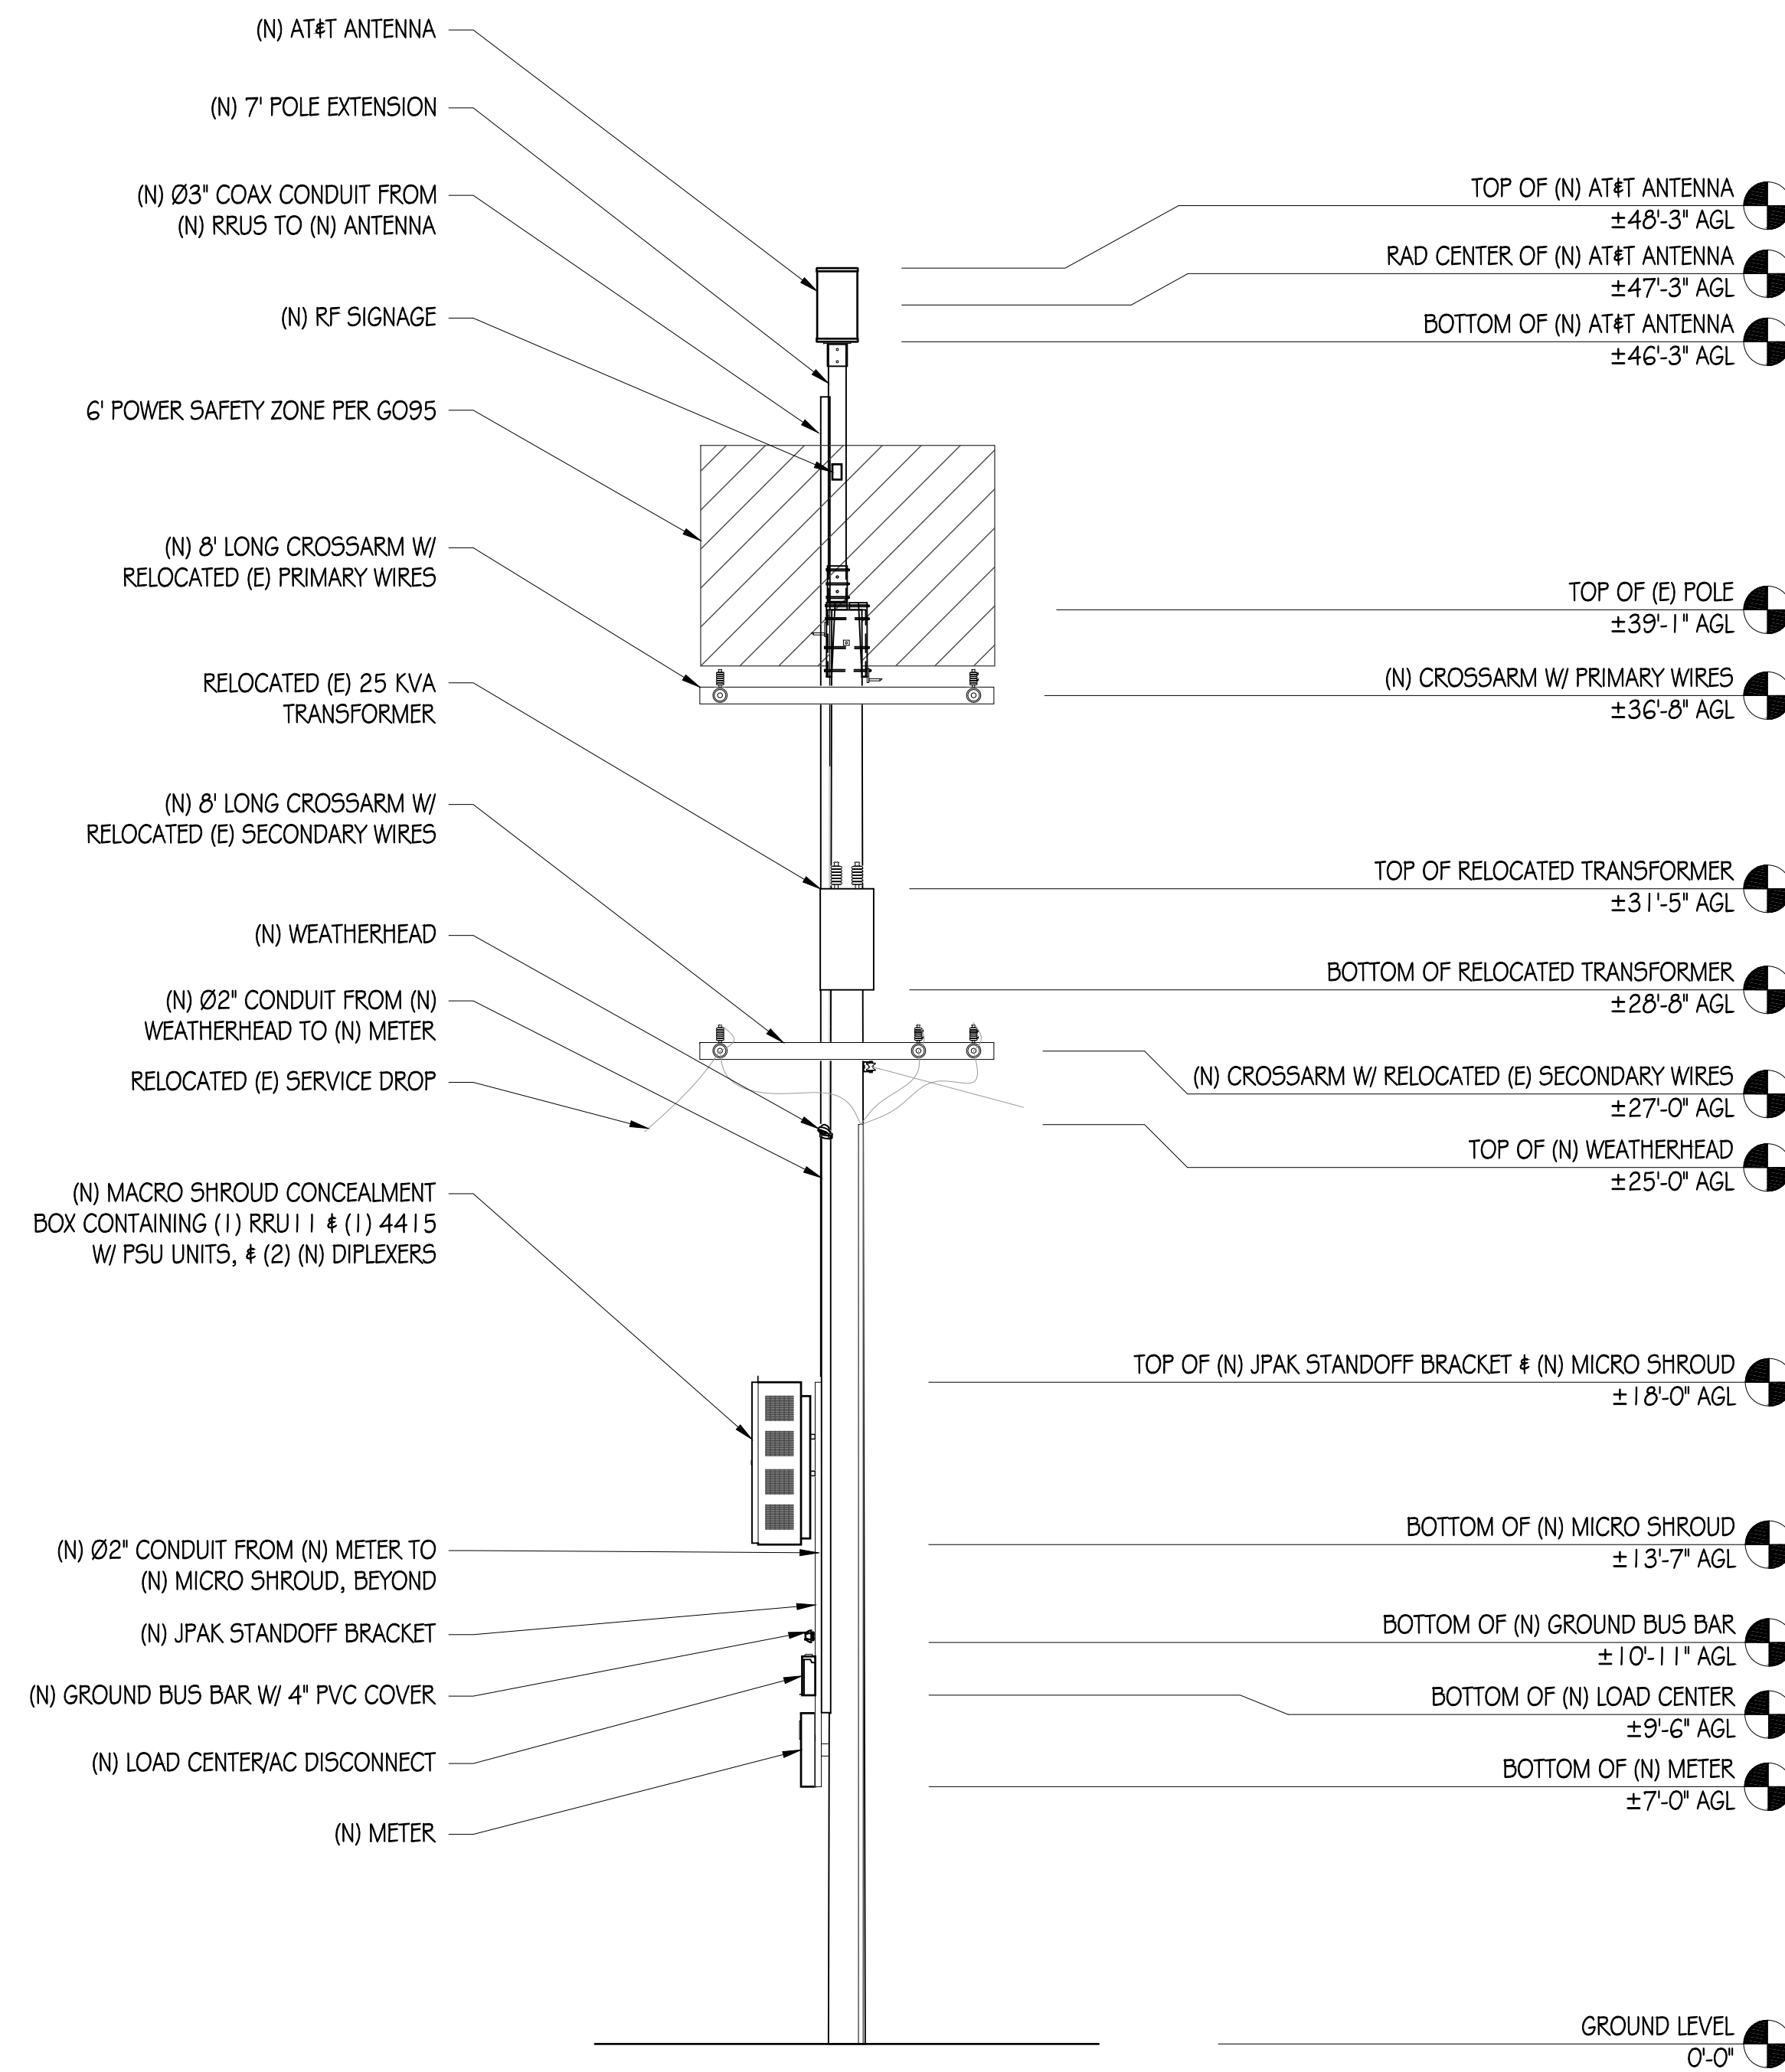 (N) AT&T ANTENNA
(N) 7' POLE EXTENSION
(N) Ø3" COAX CONDUIT FROM
(N) RRUS TO (N) ANTENNA
(N) RF SIGNAGE
6' POWER SAFETY ZONE PER GO95
(N) 8' LONG CROSSARM W/
RELOCATED (E) PRIMARY WIRES
RELOCATED (E) 25 KVA
TRANSFORMER
(N) 8' LONG CROSSARM W/
RELOCATED (E) SECONDARY WIRES
(N) WEATHERHEAD
(N) Ø2" CONDUIT FROM (N)
WEATHERHEAD TO (N) METER
RELOCATED (E) SERVICE DROP
(N) MACRO SHROUD CONCEALMENT
BOX CONTAINING (1) RRU11 & (1) 4415
W/ PSU UNITS, & (2) (N) DIPLEXERS
(N) Ø2" CONDUIT FROM (N) METER TO
(N) MICRO SHROUD, BEYOND
(N) JPAK STANDOFF BRACKET
(N) GROUND BUS BAR W/ 4" PVC COVER
(N) LOAD CENTER/AC DISCONNECT
(N) METER
TOP OF (N) AT&T ANTENNA
±48'-3" AGL
RAD CENTER OF (N) AT&T ANTENNA
±47'-3" AGL
BOTTOM OF (N) AT&T ANTENNA
±46'-3" AGL
TOP OF (E) POLE
±39'-1" AGL
(N) CROSSARM W/ PRIMARY WIRES
±36'-8" AGL
TOP OF RELOCATED TRANSFORMER
±31'-5" AGL
BOTTOM OF RELOCATED TRANSFORMER
±28'-8" AGL
(N) CROSSARM W/ RELOCATED (E) SECONDARY WIRES
±27'-0" AGL
TOP OF (N) WEATHERHEAD
±25'-0" AGL
TOP OF (N) JPAK STANDOFF BRACKET & (N) MICRO SHROUD
±18'-0" AGL
BOTTOM OF (N) MICRO SHROUD
±13'-7" AGL
BOTTOM OF (N) GROUND BUS BAR
±10'-11" AGL
BOTTOM OF (N) LOAD CENTER
±9'-6" AGL
BOTTOM OF (N) METER
±7'-0" AGL
GROUND LEVEL
0'-0"